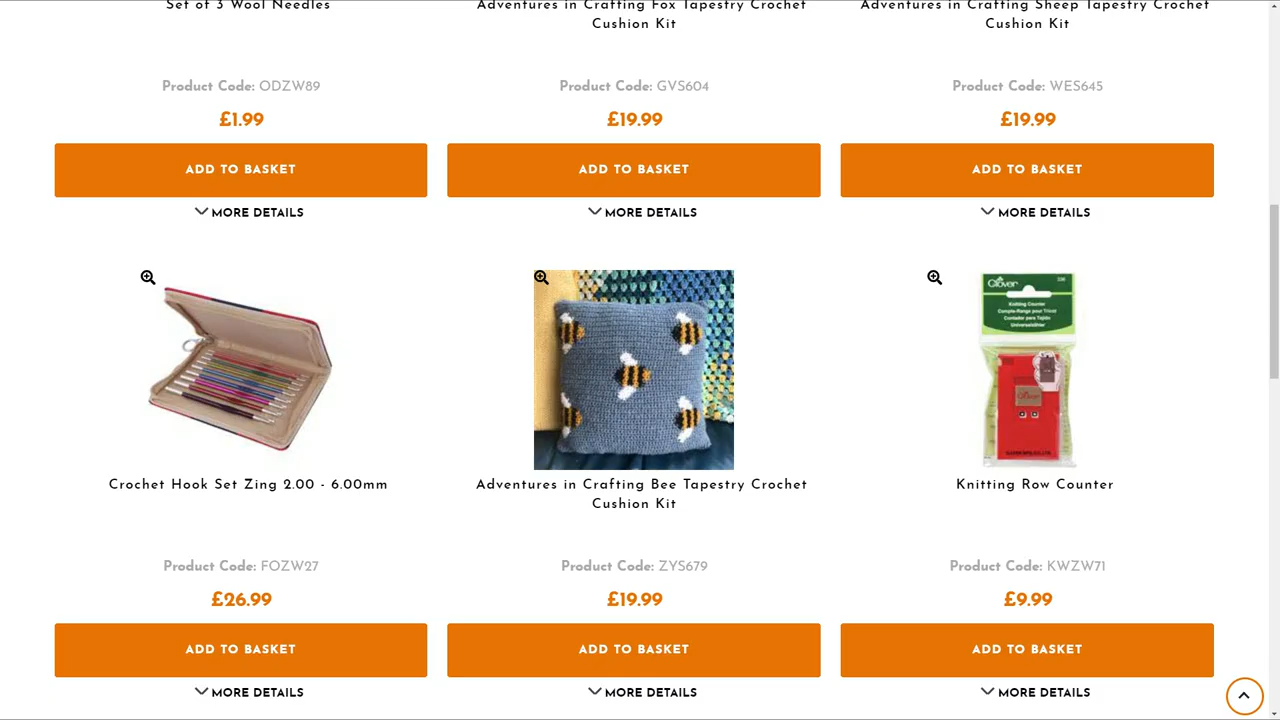 Set of 3 Wool Needles
Adventures in Crafting Fox Tapestry Crochet
Cushion Kit
Adventures in Crafting Sheep Tapestry Crochet
Cushion Kit
Product Code: ODZW89
Product Code: GVS604
Product Code: WES645
£1.99
£19.99
£19.99
ADD TO BASKET
ADD TO BASKET
ADD TO BASKET
MORE DETAILS
MORE DETAILS
MORE DETAILS
Clover
Knitting Counter
Clover
Crochet Hook Set Zing 2.00 - 6.00mm
Adventures in Crafting Bee Tapestry Crochet
Cushion Kit
Knitting Row Counter
Product Code: FOZW27
Product Code: ZYS679
Product Code: KWZW71
£26.99
£19.99
£9.99
ADD TO BASKET
ADD TO BASKET
ADD TO BASKET
MORE DETAILS
MORE DETAILS
MORE DETAILS